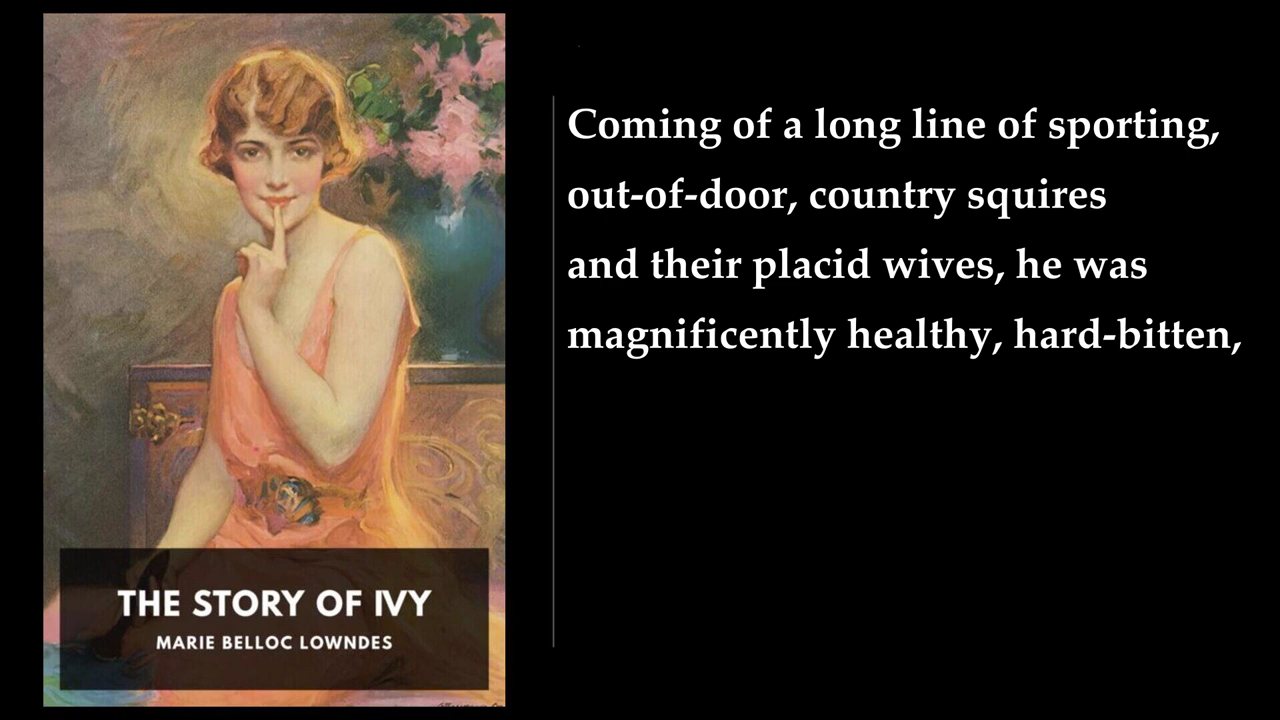 THE STORY OF IVY
MARIE BELLOC LOWNDES
Coming of a long line of sporting,
out-of-door, country squires
and their placid wives, he was
magnificently healthy, hard-bitten,